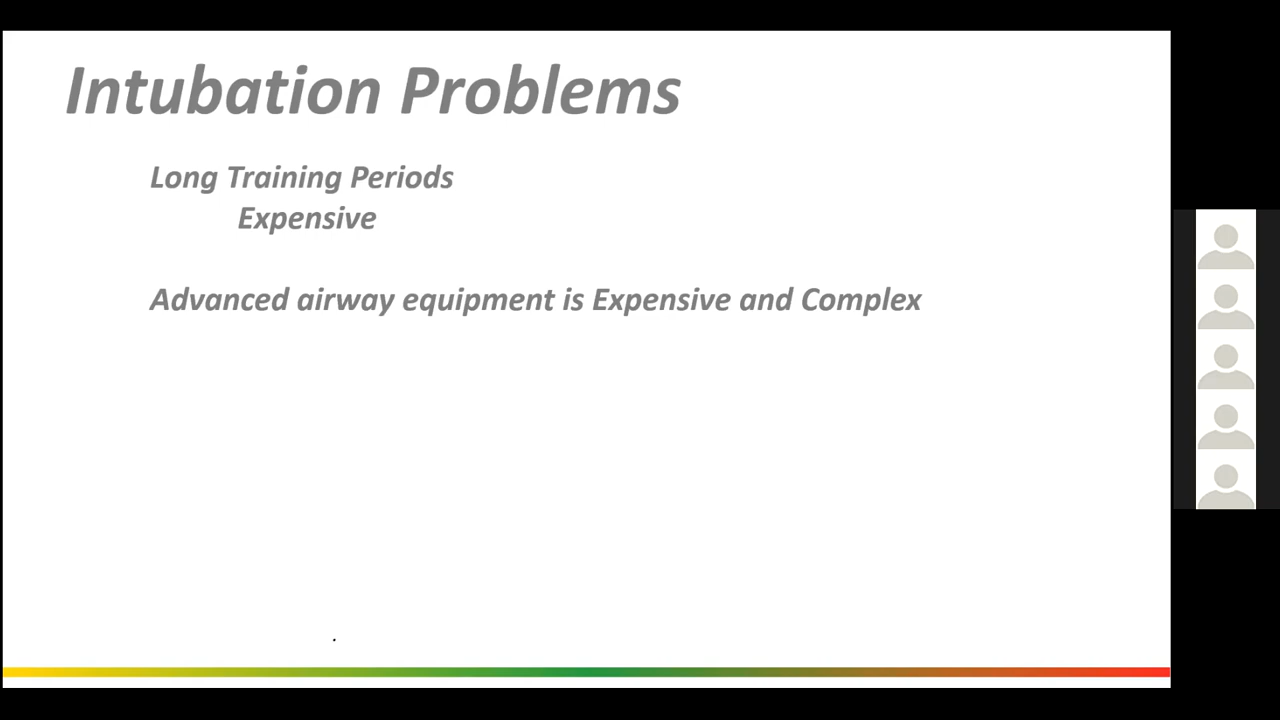 Intubation Problems
Long Training Periods
Expensive
Advanced airway equipment is Expensive and Complex
.